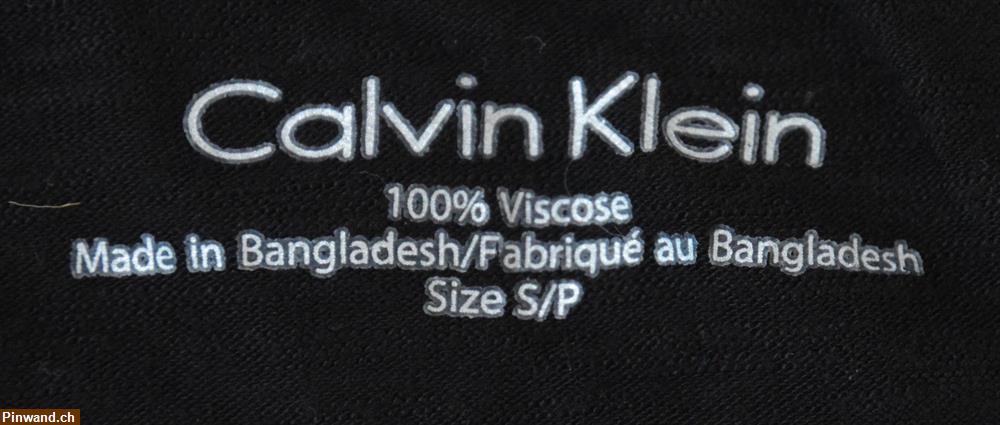 Calvin Klein
100% Viscose
Made in Bangladesh/Fabriqué au Bangladesh
Size S/P
Pinwand.ch